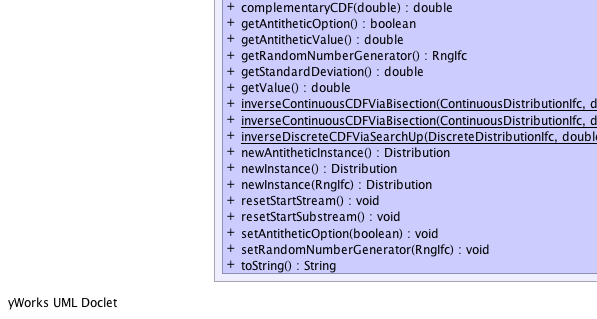 + complementaryCDF(double) : double
+ getAntitheticOption() : boolean
+ getAntitheticValue() : double
+ getRandomNumberGenerator() : RngIfc
+ getStandardDeviation() : double
+ getValue() : double
+ inverseContinuousCDFViaBisection(ContinuousDistributionIfc, d
+ inverseContinuousCDFViaBisection(ContinuousDistributionIfc, d
+ inverseDiscreteCDFViaSearchUp(DiscreteDistributionIfc, double
+ newAntitheticInstance() : Distribution
+ newInstance() : Distribution
+ newInstance(RngIfc) : Distribution
+ resetStartStream() : void
+ resetStartSubstream() : void
+ setAntitheticOption(boolean) : void
+ setRandomNumberGenerator(RngIfc) : void
+ toString() : String
yWorks UML Doclet